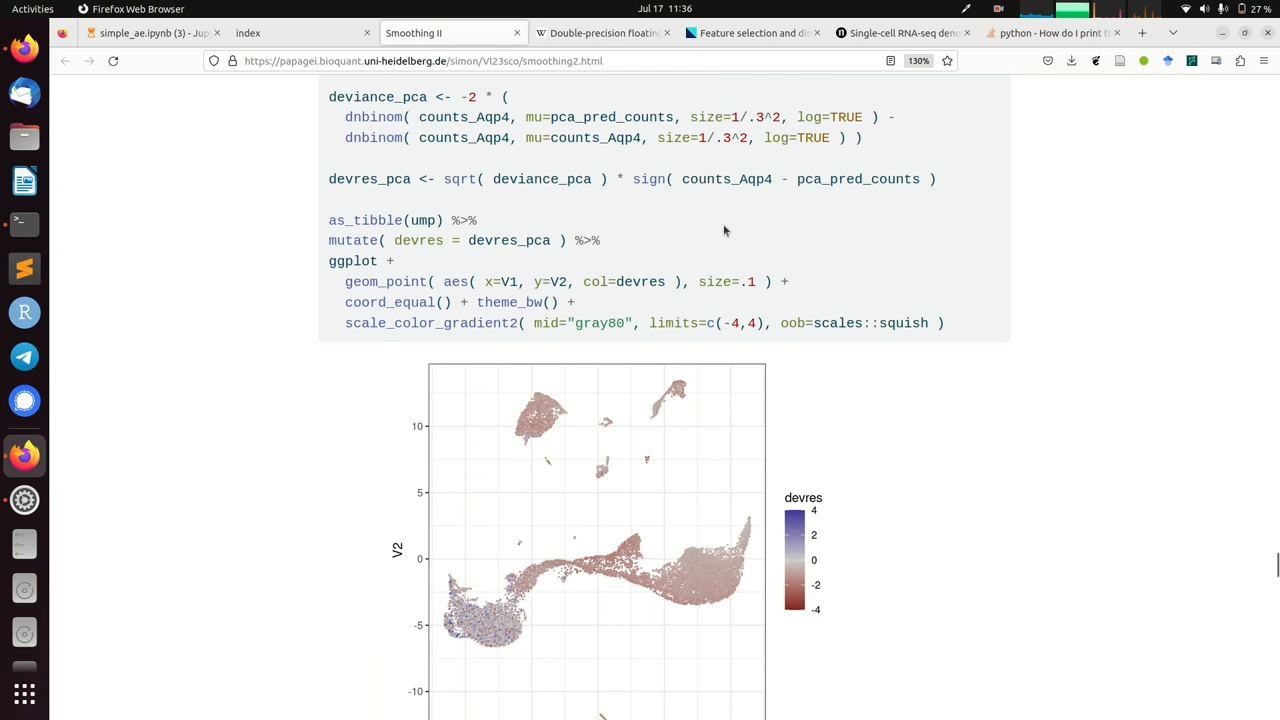 Activities
Firefox Web Browser
Jul 17 11:36
27 %
simple_ae.ipynb (3) - Jup
index
Smoothing II
Double-precision floating
Feature selection and dim
Single-cell RNA-seq deno
python - How do I print t
https://papagei.bioquant.uni-heidelberg.de/simon/Vl23sco/smoothing2.html
130%
deviance_pca <- -2 * (
dnbinom( counts_Aqp4, mu=pca_pred_counts, size=1/.3^2, log=TRUE ) -
dnbinom( counts_Aqp4, mu=counts_Aqp4, size=1/.3^2, log=TRUE ) )
devres_pca <- sqrt( deviance_pca ) * sign( counts_Aqp4 - pca_pred_counts )
as_tibble(ump) %>%
mutate( devres = devres_pca ) %>%
ggplot +
geom_point( aes( x=V1, y=V2, col=devres ), size=.1 ) +
coord_equal() + theme_bw() +
scale_color_gradient2( mid="gray80", limits=c(-4,4), oob=scales::squish )
10
5
0
-5
-10
V2
devres
4
2
0
-2
-4